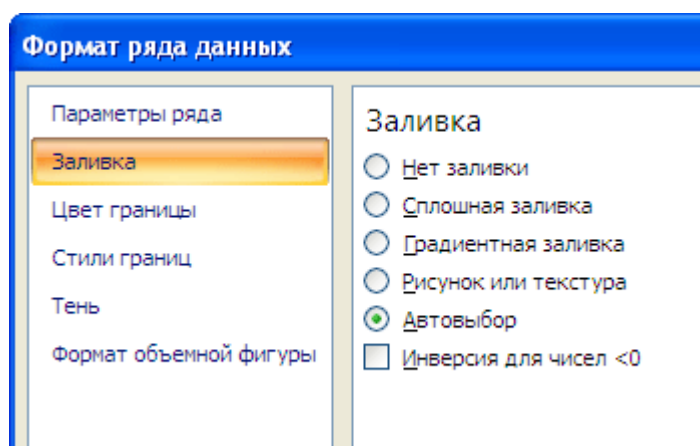 Формат ряда данных
Параметры ряда
Заливка
Цвет границы
Стили границ
Тень
Формат объемной фигуры
Заливка
Нет заливки
Сплошная заливка
Градиентная заливка
Рисунок или текстура
Автовыбор
Инверсия для чисел <0